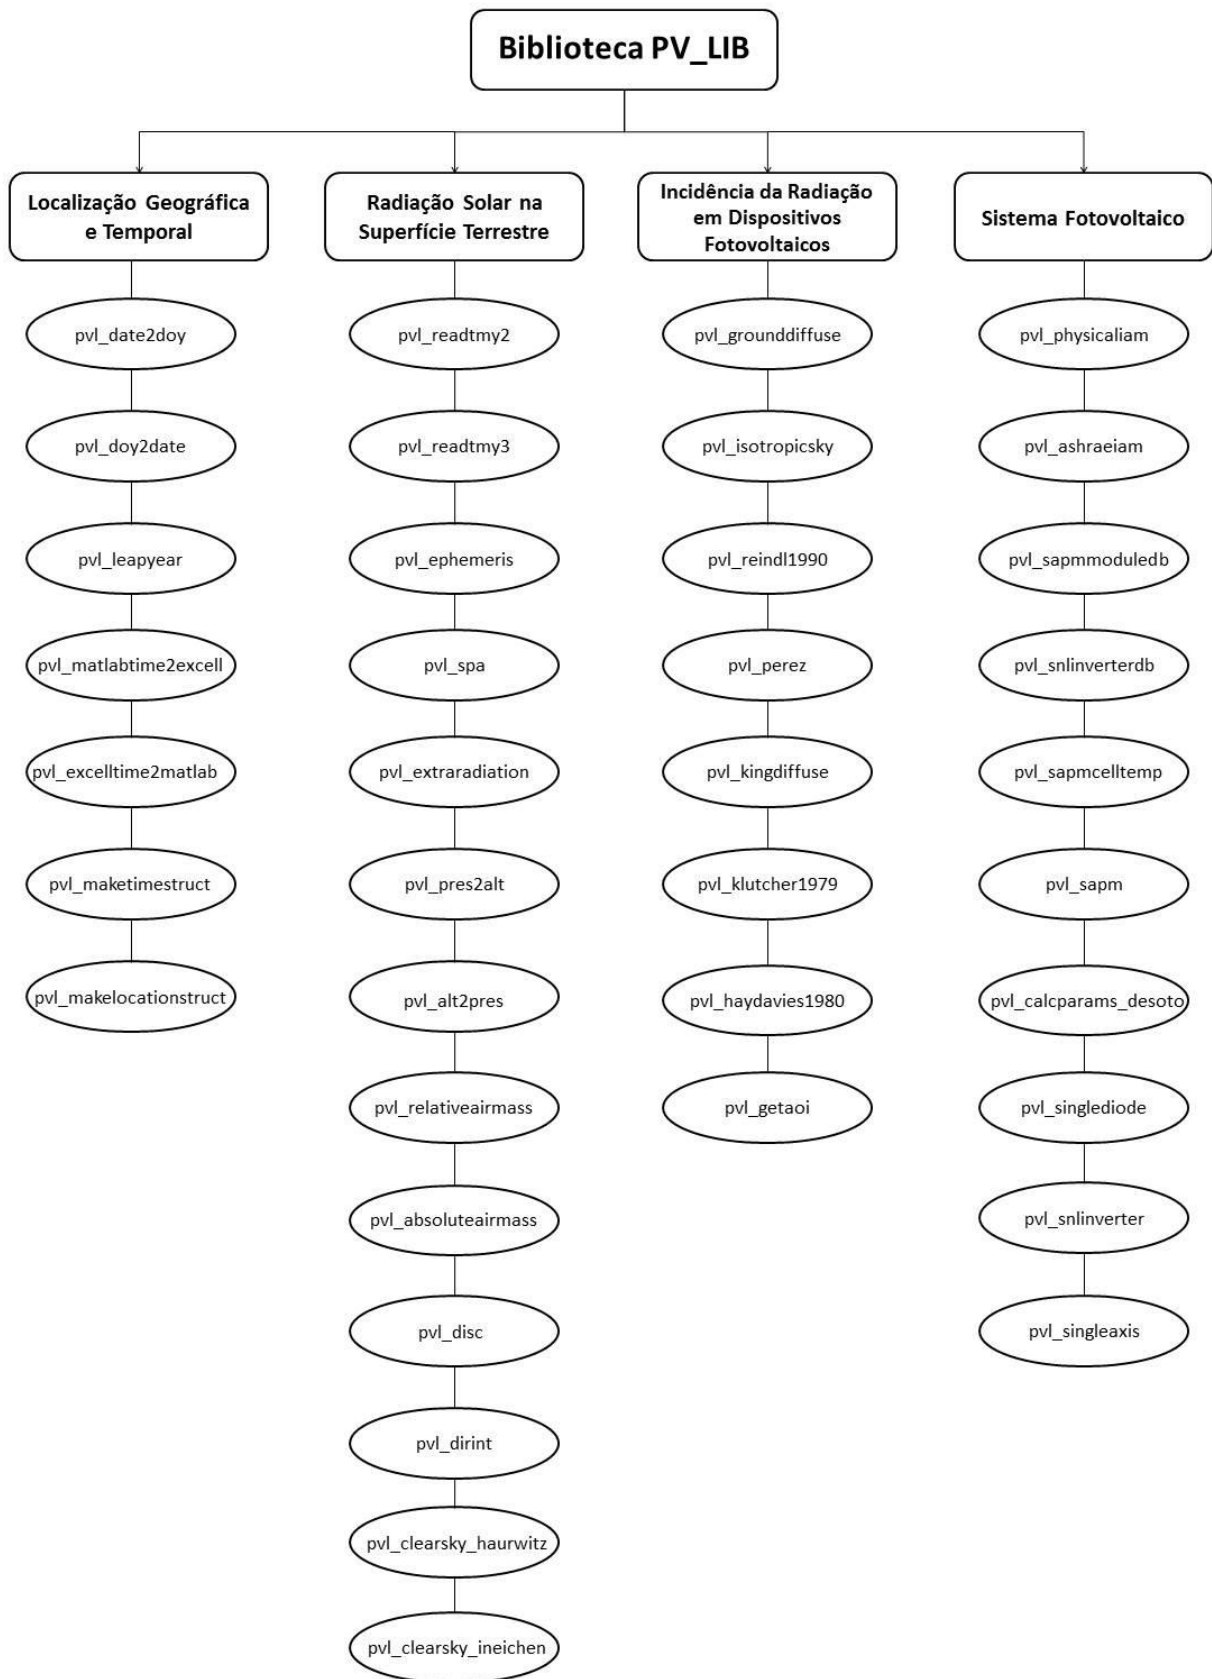 Biblioteca PV_LIB
Localização Geográfica
e Temporal
pvl_date2doy
pvl_doy2date
pvl_leapyear
pvl_matlabtime2excell
pvl_excelltime2matlab
pvl_maketimestruct
pvl_makelocationstruct
Radiação Solar na
Superfície Terrestre
pvl_readtmy2
pvl_readtmy3
pvl_ephemeris
pvl_spa
pvl_extraradiation
pvl_pres2alt
pvl_alt2pres
pvl_relativeairmass
pvl_absoluteairmass
pvl_disc
pvl_dirint
pvl_clearsky_haurwitz
pvl_clearsky_ineichen
Incidência da Radiação
em Dispositivos
Fotovoltaicos
pvl_grounddiffuse
pvl_isotropicsky
pvl_reindl1990
pvl_perez
pvl_kingdiffuse
pvl_klutcher1979
pvl_haydavies1980
pvl_getaoi
Sistema Fotovoltaico
pvl_physicaliam
pvl_ashraeiam
pvl_sapmmoduledb
pvl_snlinverterdb
pvl_sapmcelltemp
pvl_sapm
pvl_calcparams_desoto
pvl_singlediode
pvl_snlinverter
pvl_singleaxis